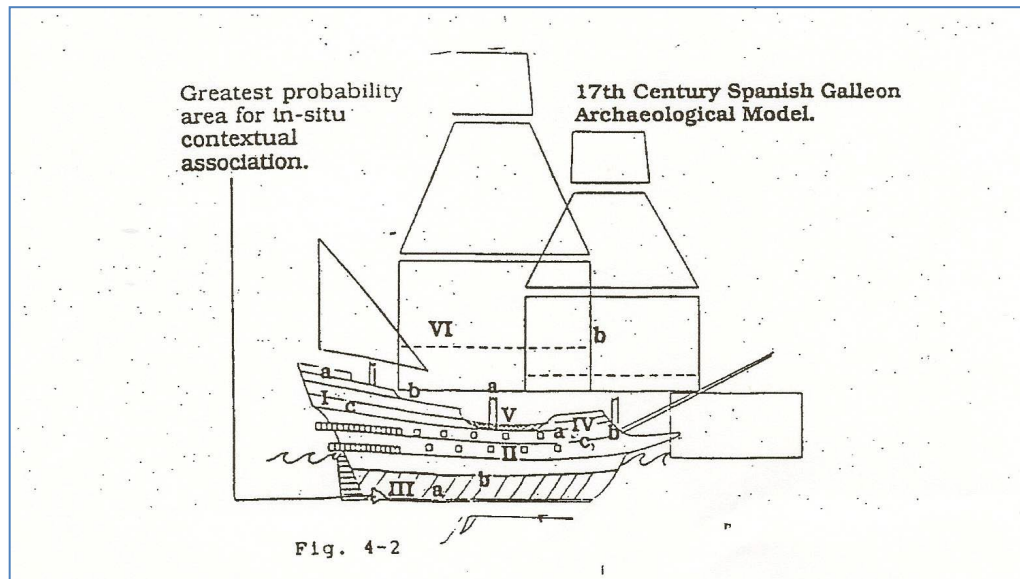 Greatest probability
area for in-situ
contextual
association.
17th Century Spanish Galleon
Archaeological Model.
VI
b
a
a
b
I
c
V
a
IV
b
c
II
III
a
b
Fig. 4-2